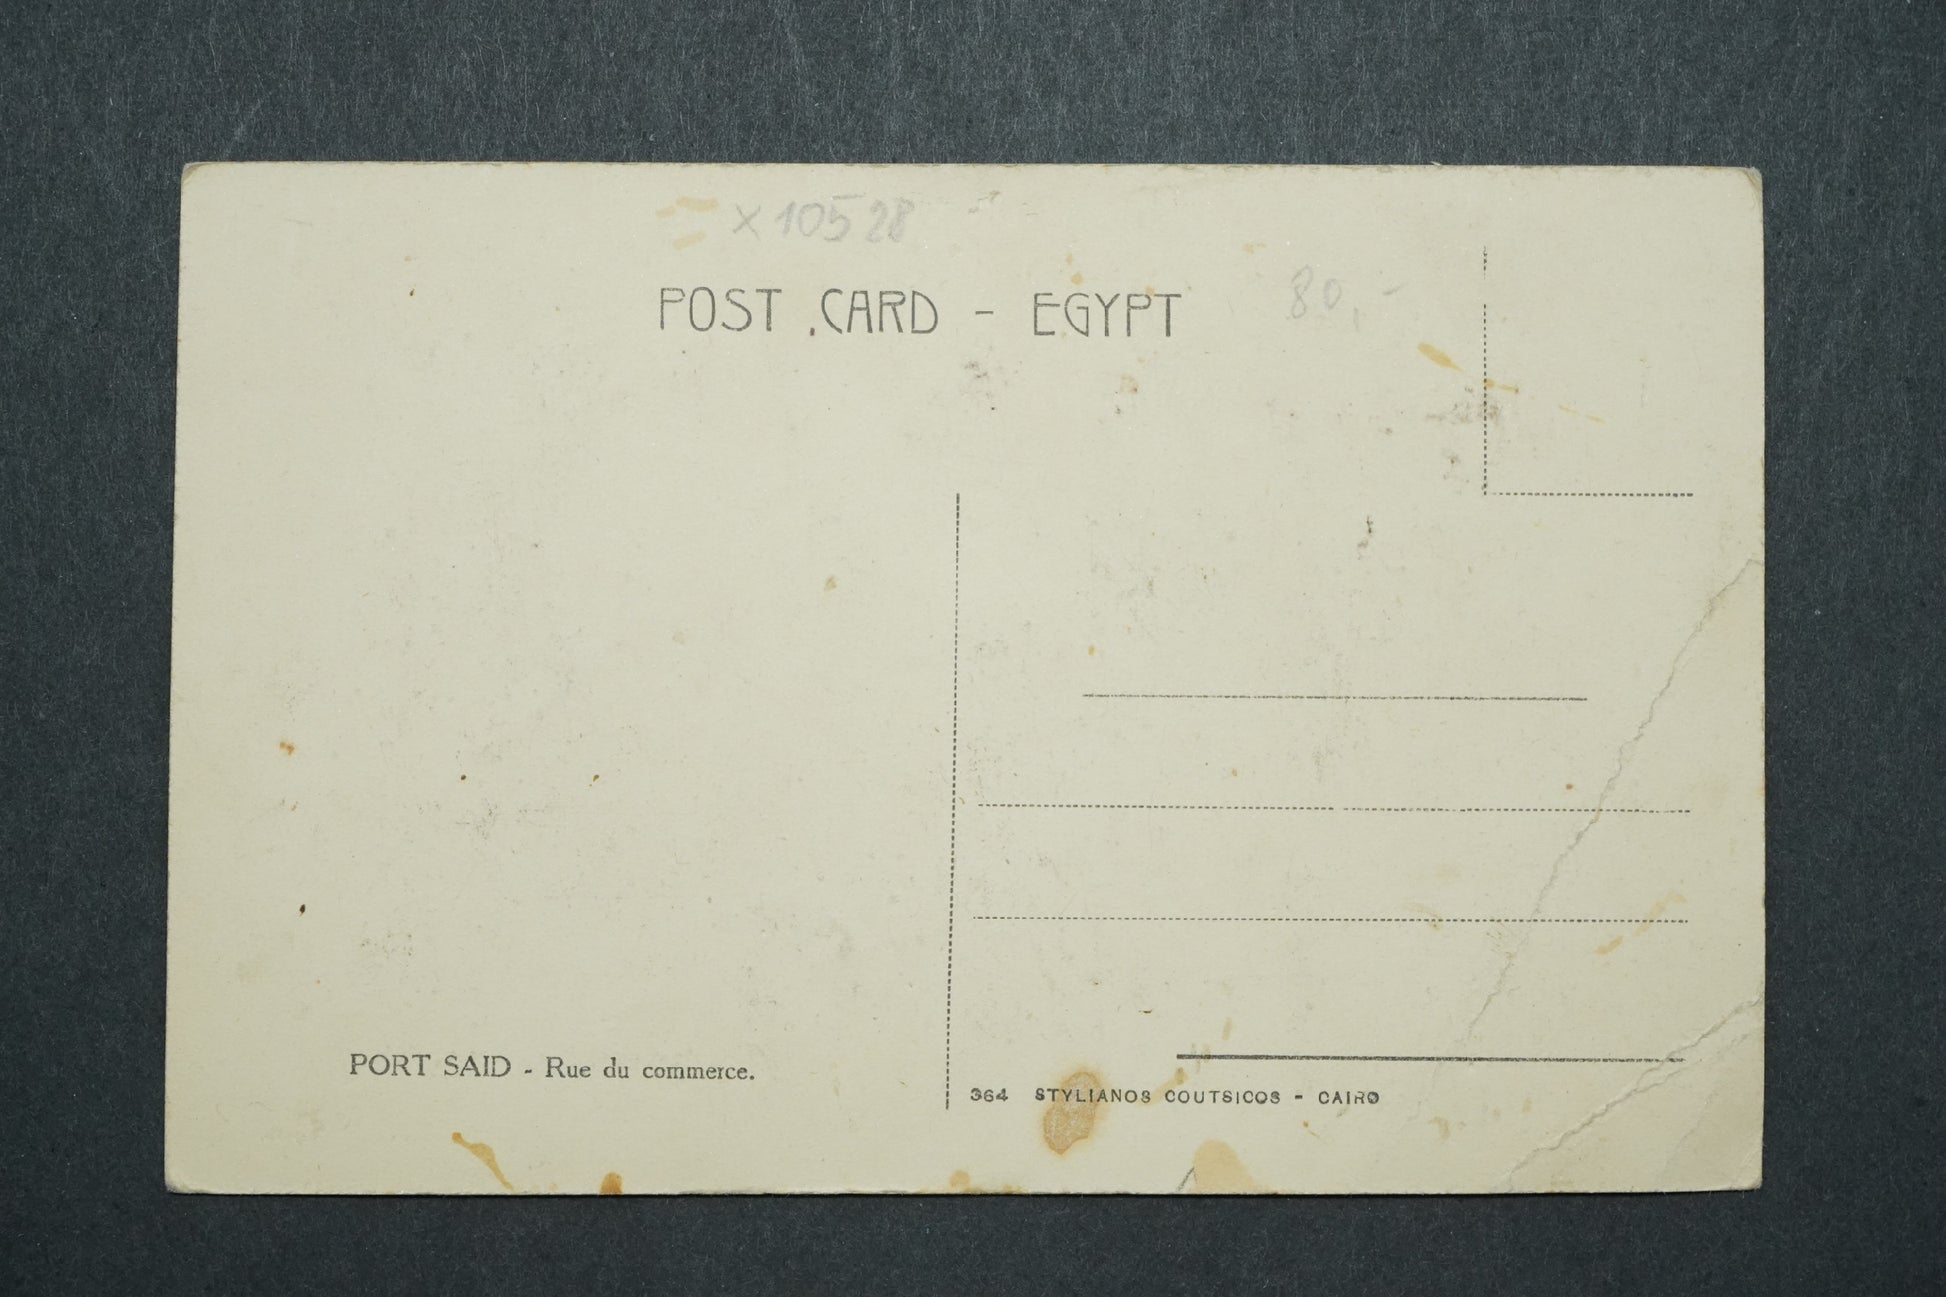 x 10528
POST CARD - EGYPT
80,-
PORT SAID - Rue du commerce.
364 STYLIANOS COUTSICOS - CAIRO